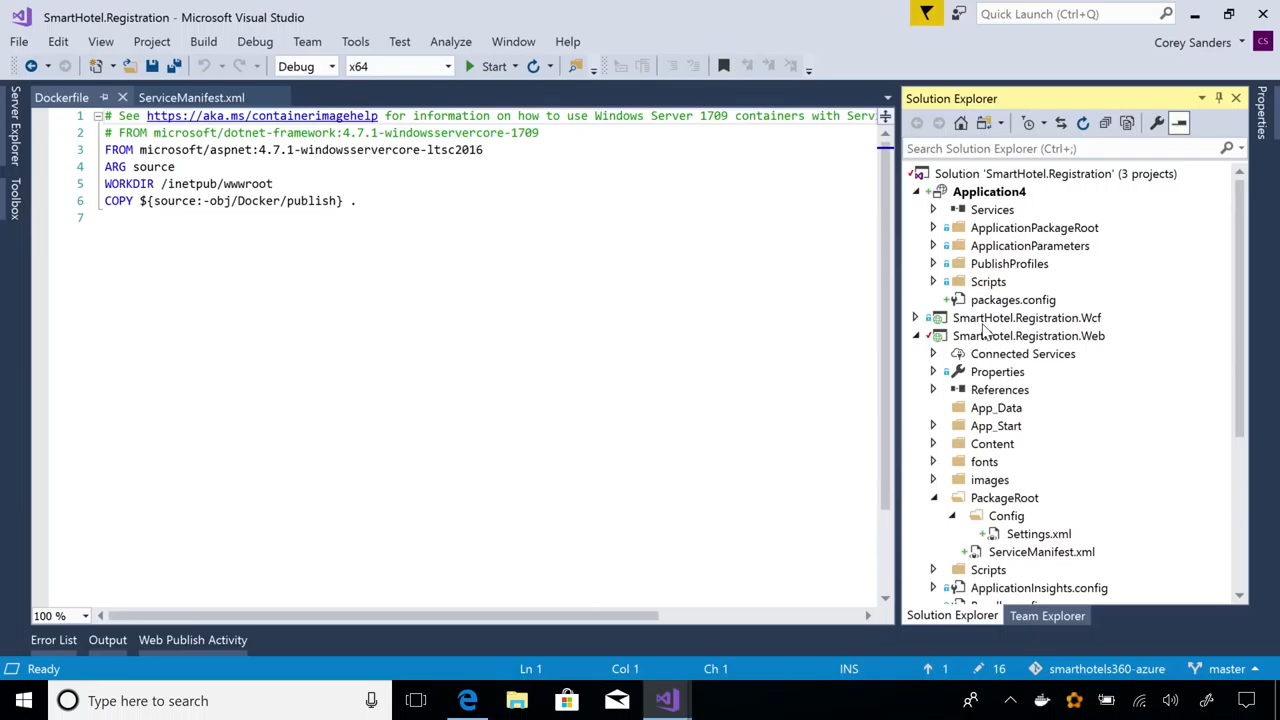 SmartHotel.Registration - Microsoft Visual Studio
Quick Launch (Ctrl+Q)
File Edit View Project Build Debug Team Tools Test Analyze Window Help
Corey Sanders CS
Debug x64 Start
Server Explorer
Toolbox
Dockerfile ServiceManifest.xml
1 # See https://aka.ms/containerimagehelp for information on how to use Windows Server 1709 containers with Serv
2 # FROM microsoft/dotnet-framework:4.7.1-windowsservercore-1709
3 FROM microsoft/aspnet:4.7.1-windowsservercore-ltsc2016
4 ARG source
5 WORKDIR /inetpub/wwwroot
6 COPY ${source:-obj/Docker/publish} .
7
100 %
Solution Explorer
Search Solution Explorer (Ctrl+;)
Solution 'SmartHotel.Registration' (3 projects)
Application4
Services
ApplicationPackageRoot
ApplicationParameters
PublishProfiles
Scripts
packages.config
SmartHotel.Registration.Wcf
SmartHotel.Registration.Web
Connected Services
Properties
References
App_Data
App_Start
Content
fonts
images
PackageRoot
Config
Settings.xml
ServiceManifest.xml
Scripts
ApplicationInsights.config
Solution Explorer Team Explorer
Properties
Error List Output Web Publish Activity
Ready Ln 1 Col 1 Ch 1 INS 1 16 smarthotels360-azure master
Type here to search